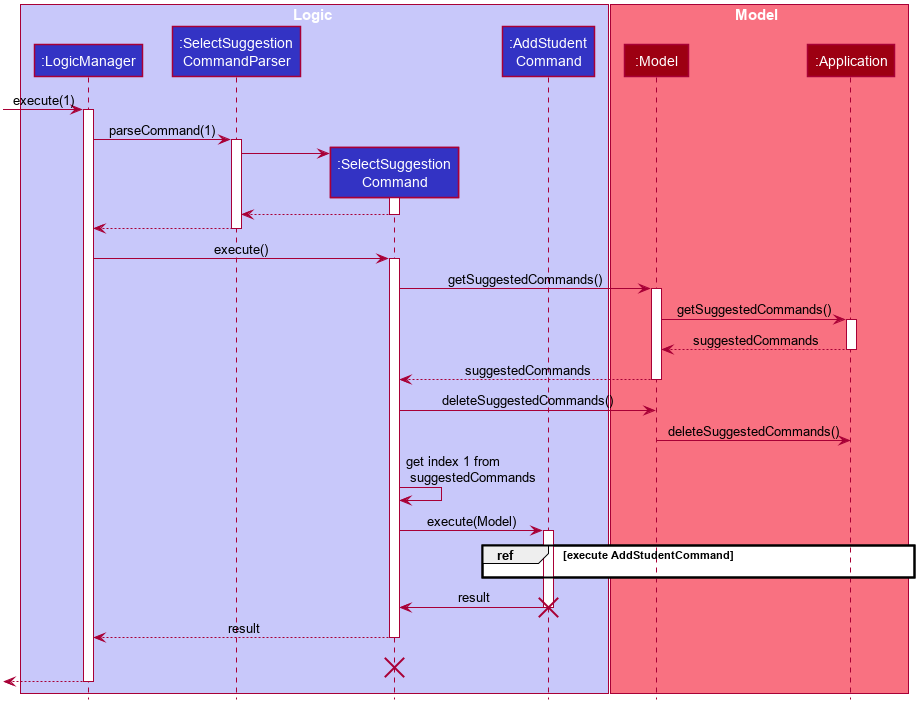 Logic
Model
:LogicManager
:SelectSuggestion
CommandParser
:AddStudent
Command
:Model
:Application
execute(1)
parseCommand(1)
:SelectSuggestion
Command
execute()
getSuggestedCommands()
getSuggestedCommands()
suggestedCommands
suggestedCommands
deleteSuggestedCommands()
deleteSuggestedCommands()
get index 1 from
suggestedCommands
execute(Model)
ref
[execute AddStudentCommand]
result
result